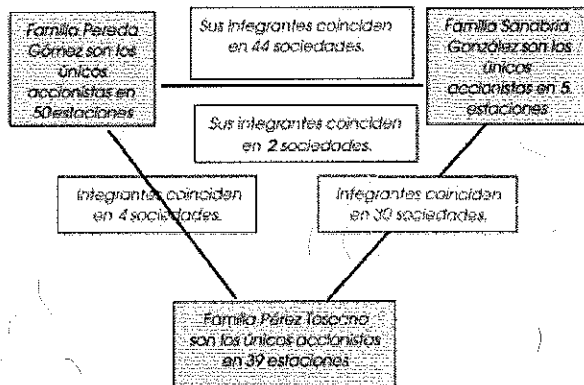 Familia Pereda
Gómez son los
únicos
accionistas en
50 estaciones
Sus integrantes coinciden
en 44 sociedades.
Familia Sanabria
González son los
únicos
accionistas en 5
estaciones
Sus integrantes coinciden
en 2 sociedades.
Integrantes coinciden
en 4 sociedades.
Integrantes coinciden
en 30 sociedades.
Familia Pérez Toscano
son los únicos accionistas
en 39 estaciones